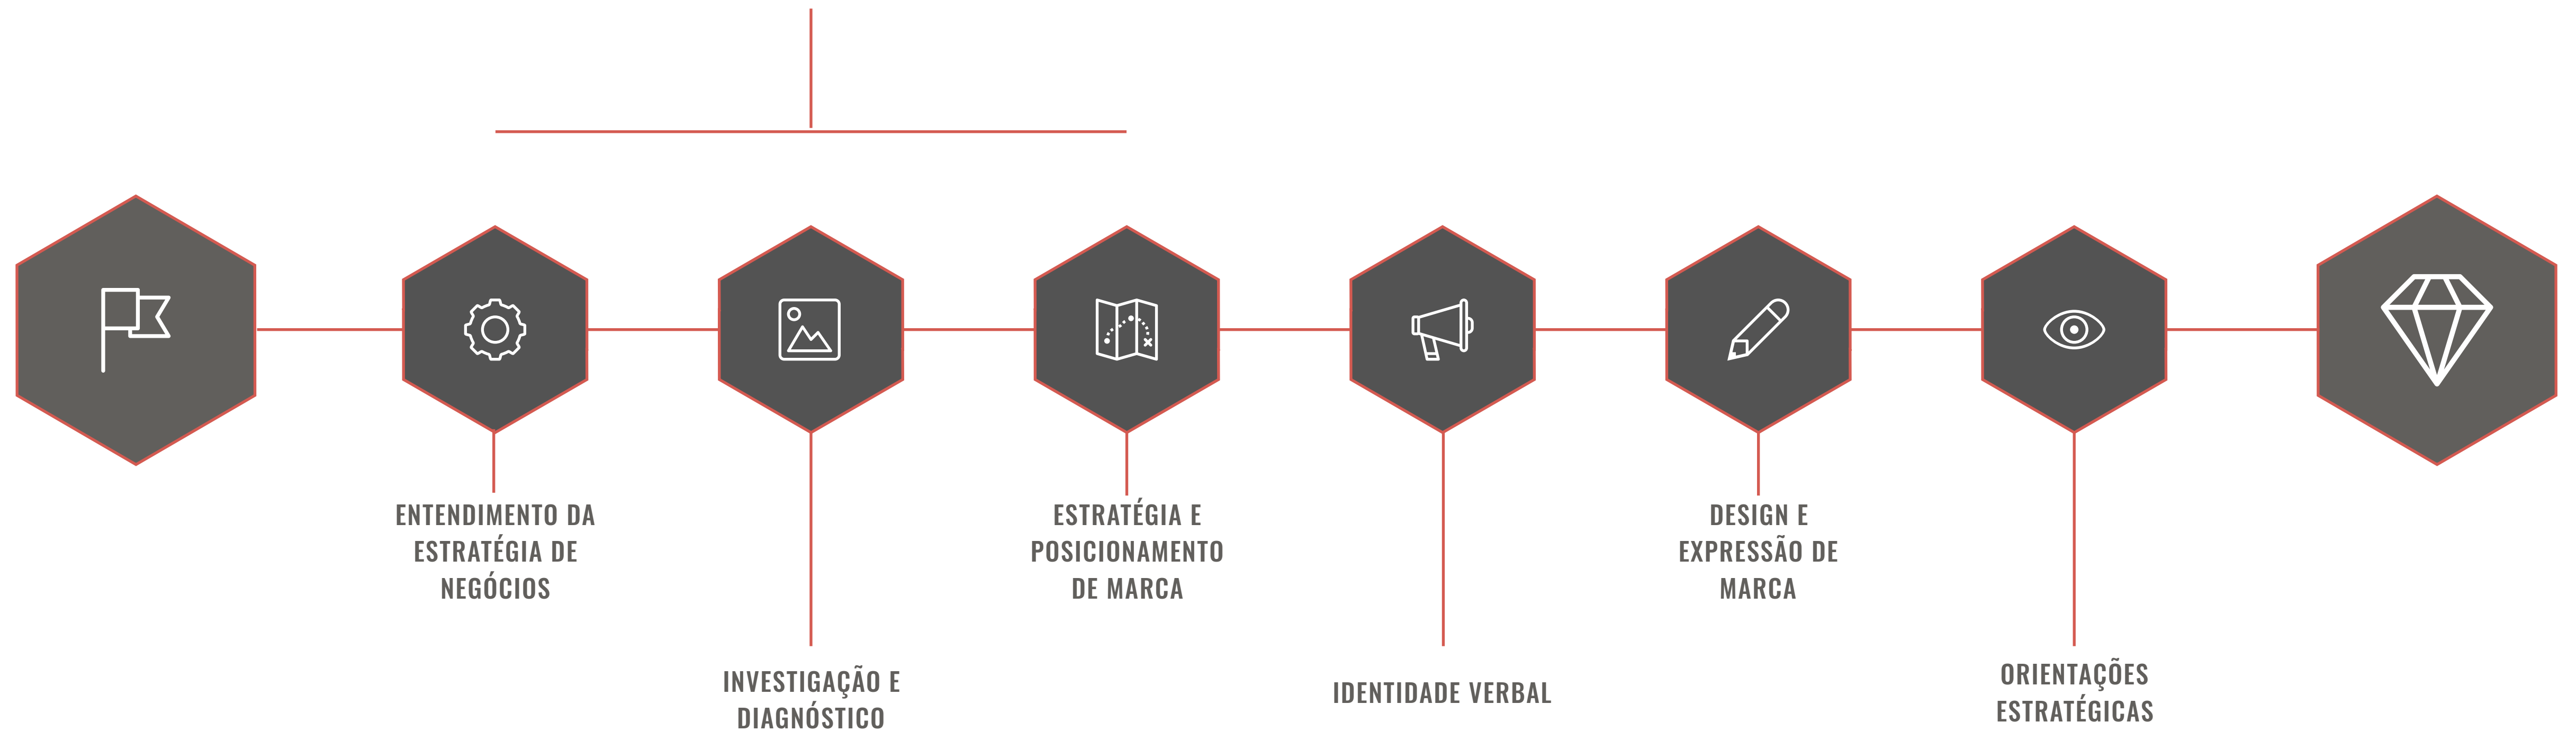 ENTENDIMENTO DA
ESTRATÉGIA DE
NEGÓCIOS
INVESTIGAÇÃO E
DIAGNÓSTICO
ESTRATÉGIA E
POSICIONAMENTO
DE MARCA
IDENTIDADE VERBAL
DESIGN E
EXPRESSÃO DE
MARCA
ORIENTAÇÕES
ESTRATÉGICAS